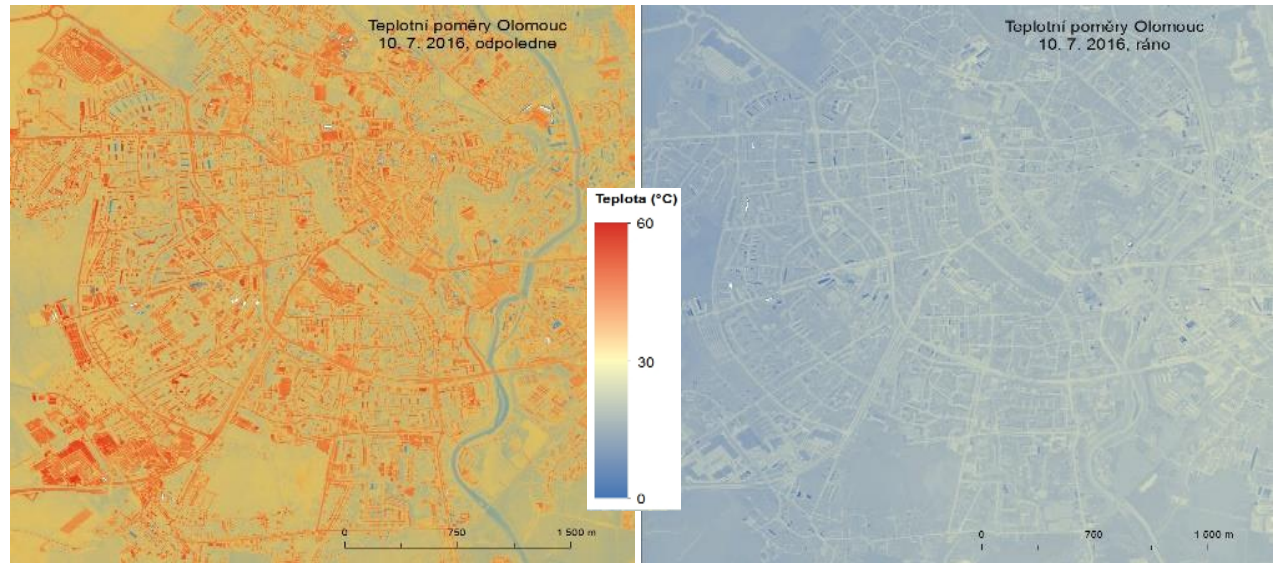 Teplotní poměry Olomouc
10. 7. 2016, odpoledne
Teplotní poměry Olomouc
10. 7. 2016, ráno
Teplota (°C)
60
30
0
0 750 1 500 m
0 700 1 000 m